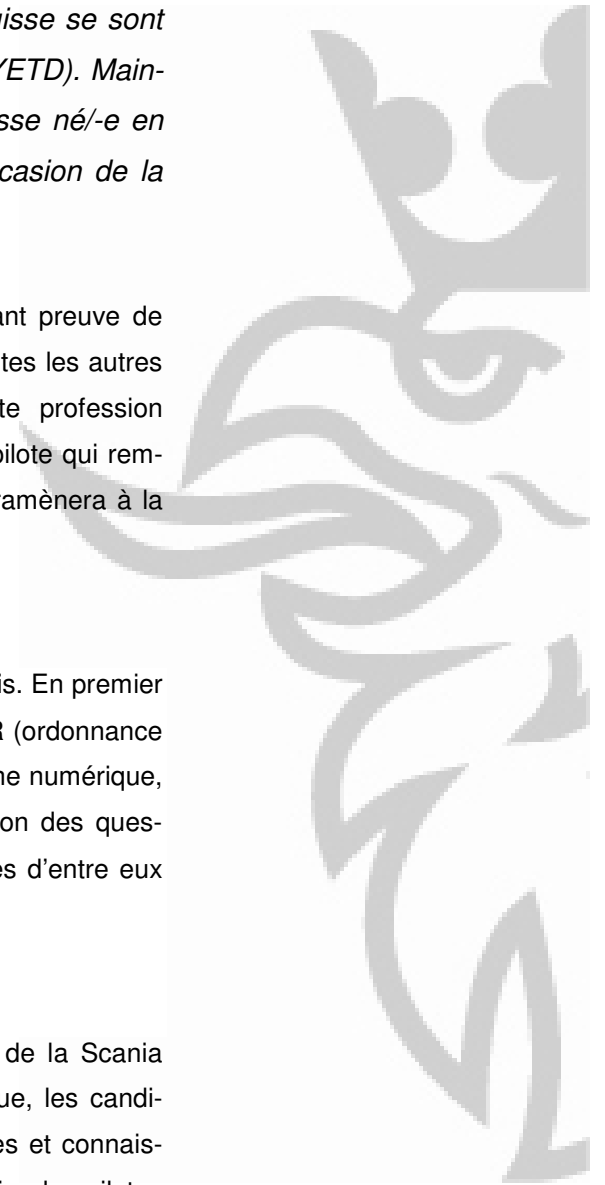 isse se sont
YETD). Main-
sse né/-e en
casion de la
ant preuve de
tes les autres
te profession
pilote qui rem-
ramènera à la
is. En premier
R (ordonnance
ne numérique,
on des ques-
es d'entre eux
de la Scania
ue, les candi-
es et connais-